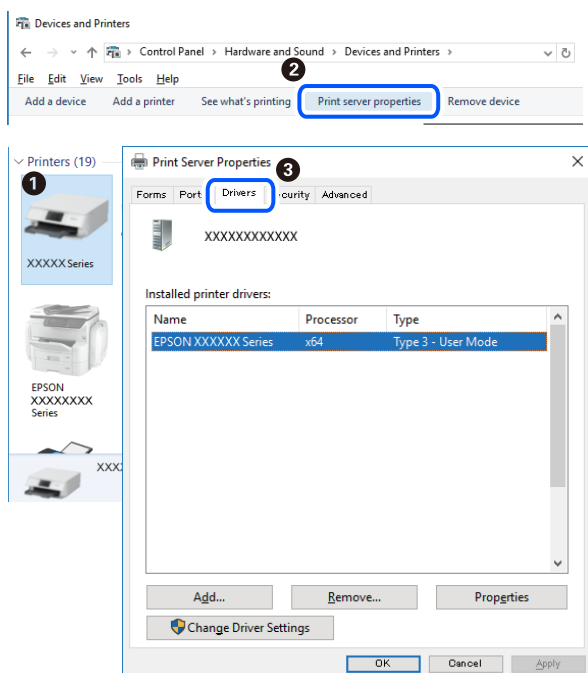 Devices and Printers
Control Panel > Hardware and Sound > Devices and Printers >
2
File Edit View Tools Help
Add a device Add a printer See what's printing Print server properties Remove device
Printers (19)
1
XXXXX Series
EPSON
XXXXXXXX
Series
XXX
Print Server Properties
3
Forms Port Drivers curity Advanced
XXXXXXXXXXXX
Installed printer drivers:
Name Processor Type
EPSON XXXXXX Series x64 Type 3 - User Mode
Add... Remove... Properties
Change Driver Settings
OK Cancel Apply